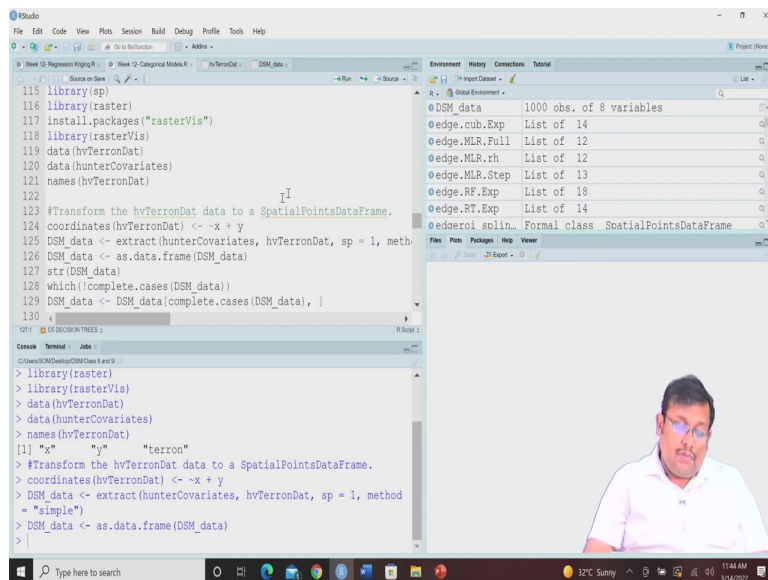 RStudio
File Edit Code View Plots Session Build Debug Profile Tools Help
Go to file/function Addins Project: (None
Week 12- Regression Kriging.R Week 12- Categorical Models.R hvTerronDat DSM_data
Source on Save Run Source
115 library(sp)
116 library(raster)
117 install.packages("rasterVis")
118 library(rasterVis)
119 data(hvTerronDat)
120 data(hunterCovariates)
121 names(hvTerronDat)
122
123 #Transform the hvTerronDat data to a SpatialPointsDataFrame.
124 coordinates(hvTerronDat) <- ~x + y
125 DSM_data <- extract(hunterCovariates, hvTerronDat, sp = 1, meth
126 DSM_data <- as.data.frame(DSM_data)
127 str(DSM_data)
128 which(!complete.cases(DSM_data))
129 DSM_data <- DSM_data[complete.cases(DSM_data), ]
130
127:1 C5 DECISION TREES R Script
Console Terminal Jobs
C:/Users/SOM/Desktop/DSM/Class 8 and 9/
> library(raster)
> library(rasterVis)
> data(hvTerronDat)
> data(hunterCovariates)
> names(hvTerronDat)
[1] "x" "y" "terron"
> #Transform the hvTerronDat data to a SpatialPointsDataFrame.
> coordinates(hvTerronDat) <- ~x + y
> DSM_data <- extract(hunterCovariates, hvTerronDat, sp = 1, method
= "simple")
> DSM_data <- as.data.frame(DSM_data)
>
Environment History Connections Tutorial
Import Dataset List
R Global Environment
DSM_data 1000 obs. of 8 variables
edge.cub.Exp List of 14
edge.MLR.Full List of 12
edge.MLR.rh List of 12
edge.MLR.Step List of 13
edge.RF.Exp List of 18
edge.RT.Exp List of 14
edgeroi_splin… Formal class SpatialPointsDataFrame
Files Plots Packages Help Viewer
Zoom Export
Type here to search
32°C Sunny
11:44 AM
3/14/2022